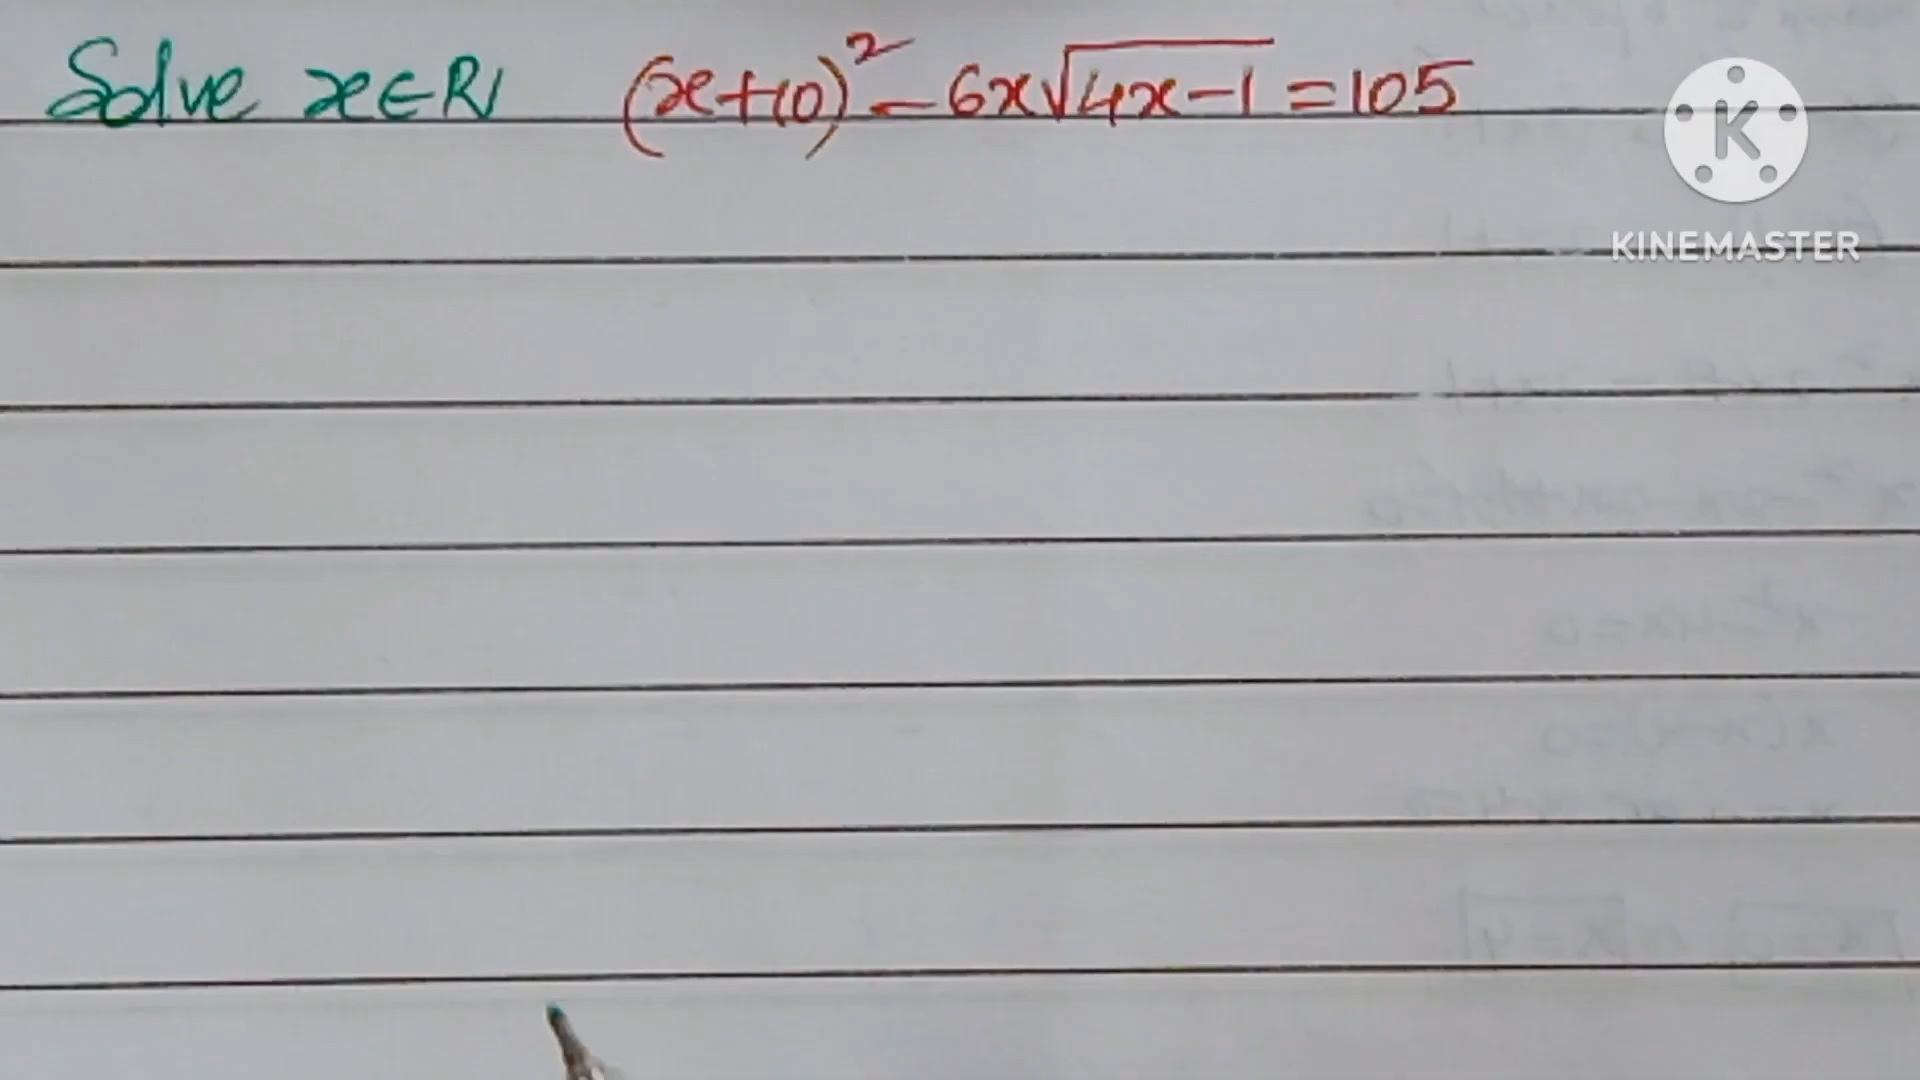 Solve x∈R (x+10)² - 6x√4x-1 = 105
K
KINEMASTER